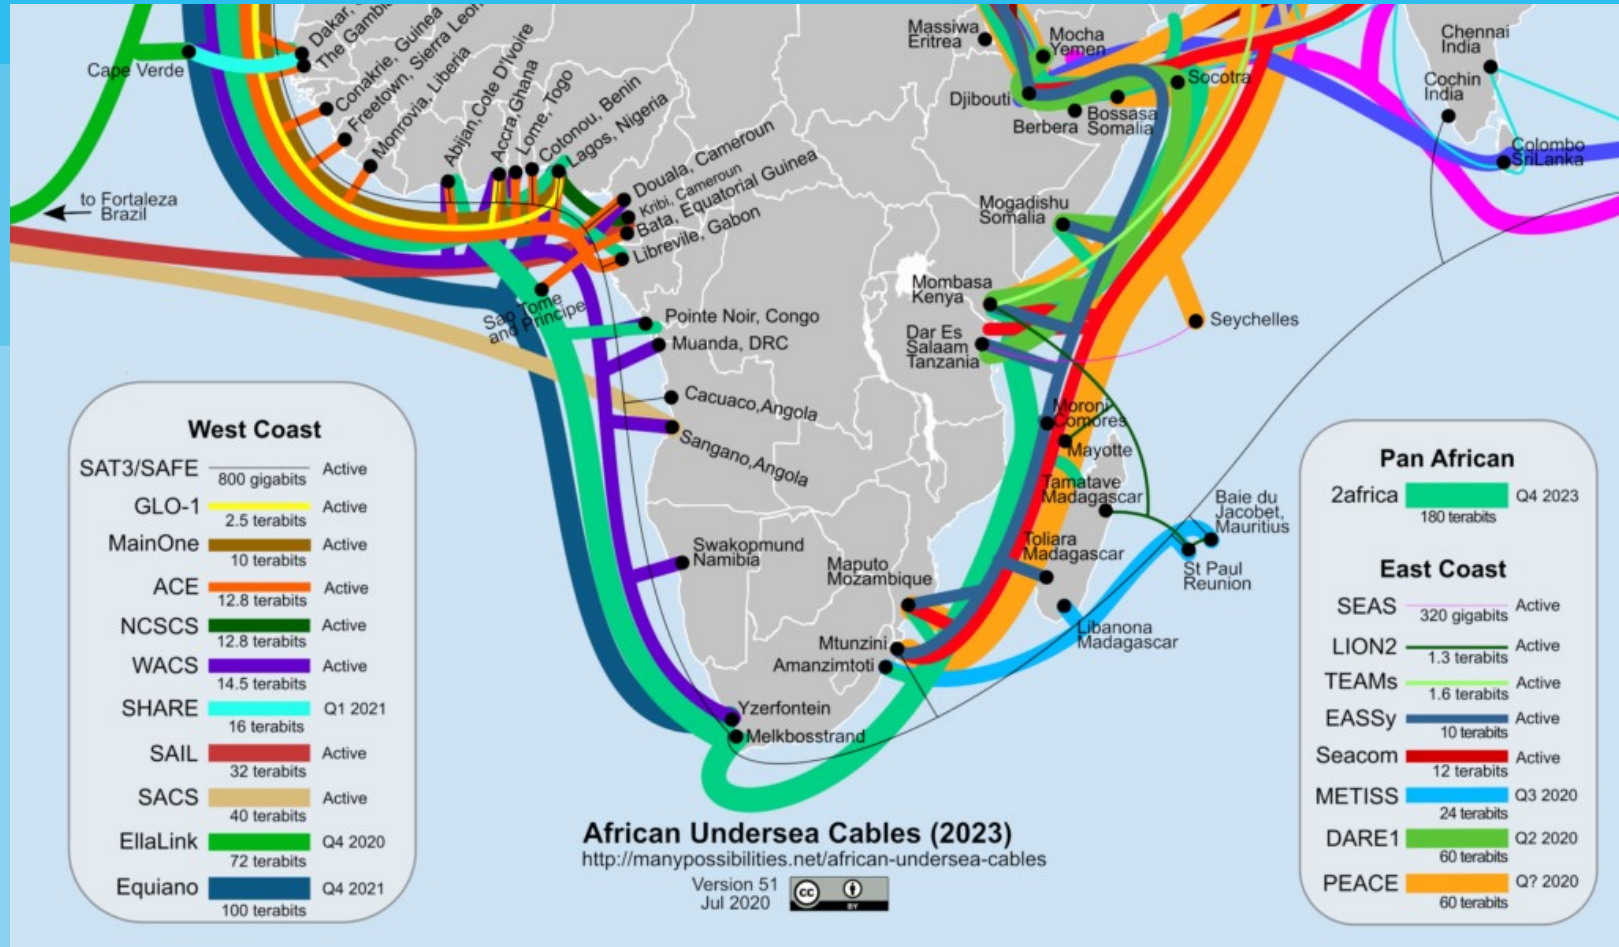 Dakar,
The Gambia
Conakrie, Guinea
Freetown, Sierra Leon
Monrovia, Liberia
Abijan,Cote D'Ivoire
Accra,Ghana
Lome, Togo
Cotonou, Benin
Lagos, Nigeria
Douala, Cameroun
Kribi, Cameroun
Bata, Equatorial Guinea
Librevile, Gabon
Cape Verde
to Fortaleza
Brazil
Sao Tome
and Principe
Pointe Noir, Congo
Muanda, DRC
Cacuaco,Angola
Sangano,Angola
Swakopmund
Namibia
Yzerfontein
Melkbosstrand
Massiwa
Eritrea
Mocha
Yemen
Djibouti
Berbera
Bossasa
Somalia
Socotra
Chennai
India
Cochin
India
Colombo
SriLanka
Mogadishu
Somalia
Mombasa
Kenya
Dar Es
Salaam
Tanzania
Seychelles
Moroni
Comores
Mayotte
Tamatave
Madagascar
Baie du
Jacobet,
Mauritius
St Paul
Reunion
Toliara
Madagascar
Libanona
Madagascar
Maputo
Mozambique
Mtunzini
Amanzimtoti
West Coast
SAT3/SAFE Active
800 gigabits
GLO-1 Active
2.5 terabits
MainOne Active
10 terabits
ACE Active
12.8 terabits
NCSCS Active
12.8 terabits
WACS Active
14.5 terabits
SHARE Q1 2021
16 terabits
SAIL Active
32 terabits
SACS Active
40 terabits
EllaLink Q4 2020
72 terabits
Equiano Q4 2021
100 terabits
Pan African
2africa Q4 2023
180 terabits
East Coast
SEAS Active
320 gigabits
LION2 Active
1.3 terabits
TEAMs Active
1.6 terabits
EASSy Active
10 terabits
Seacom Active
12 terabits
METISS Q3 2020
24 terabits
DARE1 Q2 2020
60 terabits
PEACE Q? 2020
60 terabits
African Undersea Cables (2023)
http://manypossibilities.net/african-undersea-cables
Version 51
Jul 2020
cc
BY